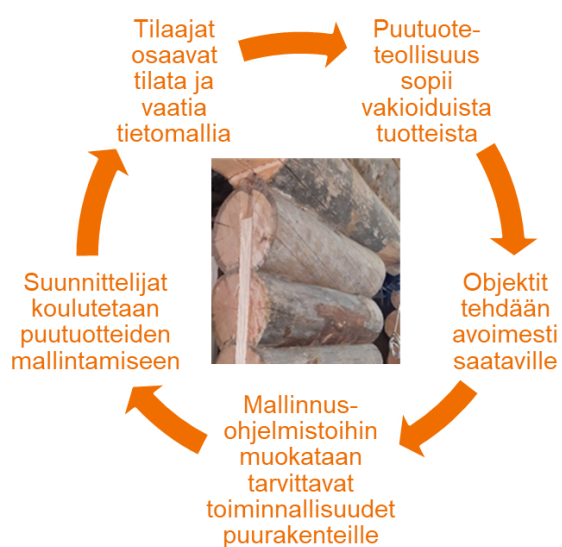 Tilaajat
osaavat
tilata ja
vaatia
tietomallia
Puutuote-
teollisuus
sopii
vakioiduista
tuotteista
Objektit
tehdään
avoimesti
saataville
Mallinnus-
ohjelmistoihin
muokataan
tarvittavat
toiminnallisuudet
puurakenteille
Suunnittelijat
koulutetaan
puutuotteiden
mallintamiseen